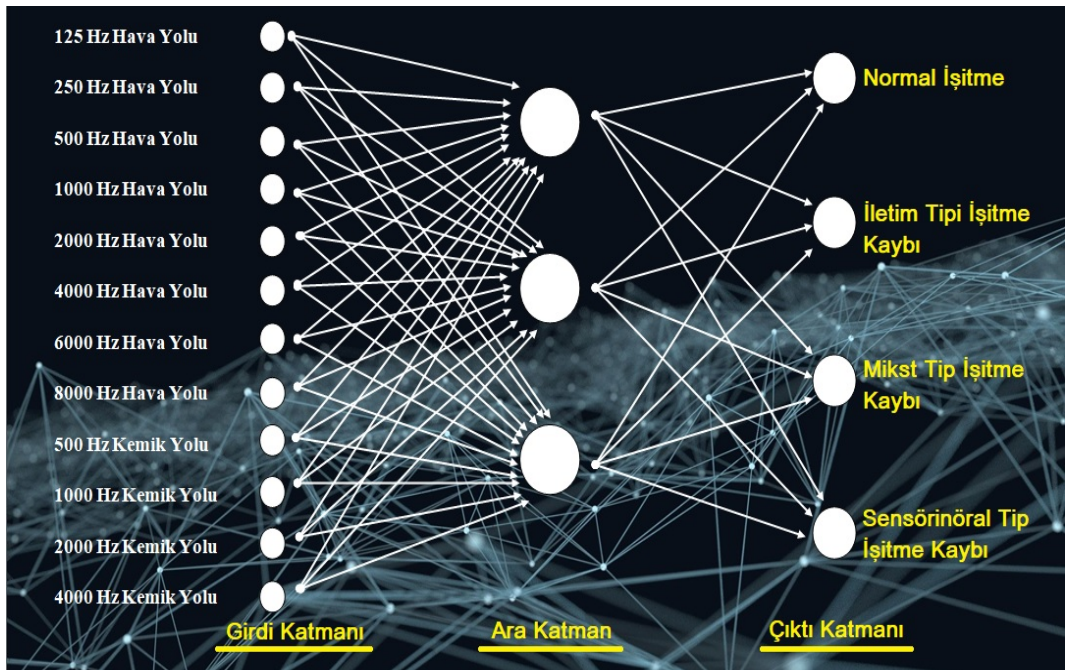 125 Hz Hava Yolu
250 Hz Hava Yolu
500 Hz Hava Yolu
1000 Hz Hava Yolu
2000 Hz Hava Yolu
4000 Hz Hava Yolu
6000 Hz Hava Yolu
8000 Hz Hava Yolu
500 Hz Kemik Yolu
1000 Hz Kemik Yolu
2000 Hz Kemik Yolu
4000 Hz Kemik Yolu
Girdi Katmanı
Ara Katman
Normal İşitme
İletim Tipi İşitme
Kaybı
Mikst Tip İşitme
Kaybı
Sensörinöral Tip
İşitme Kaybı
Çıktı Katmanı